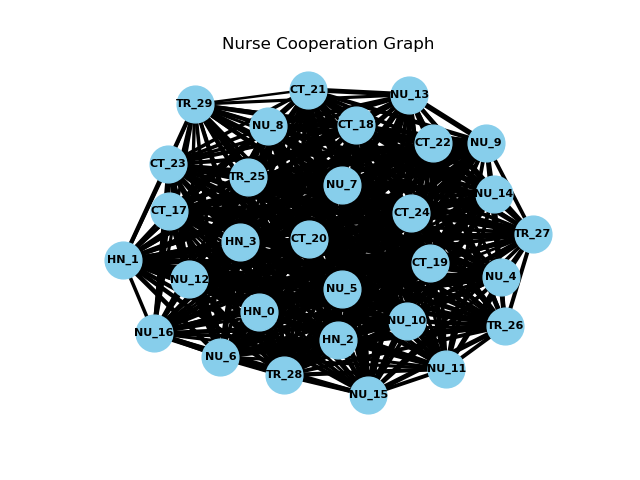 Nurse Cooperation Graph
CT_21
NU_13
TR_29
NU_8
CT_18
CT_22
NU_9
CT_23
TR_25
NU_7
NU_14
CT_17
CT_24
TR_27
HN_3
CT_20
HN_1
CT_19
NU_12
NU_4
NU_5
HN_0
NU_10
TR_26
NU_16
HN_2
NU_6
TR_28
NU_11
NU_15